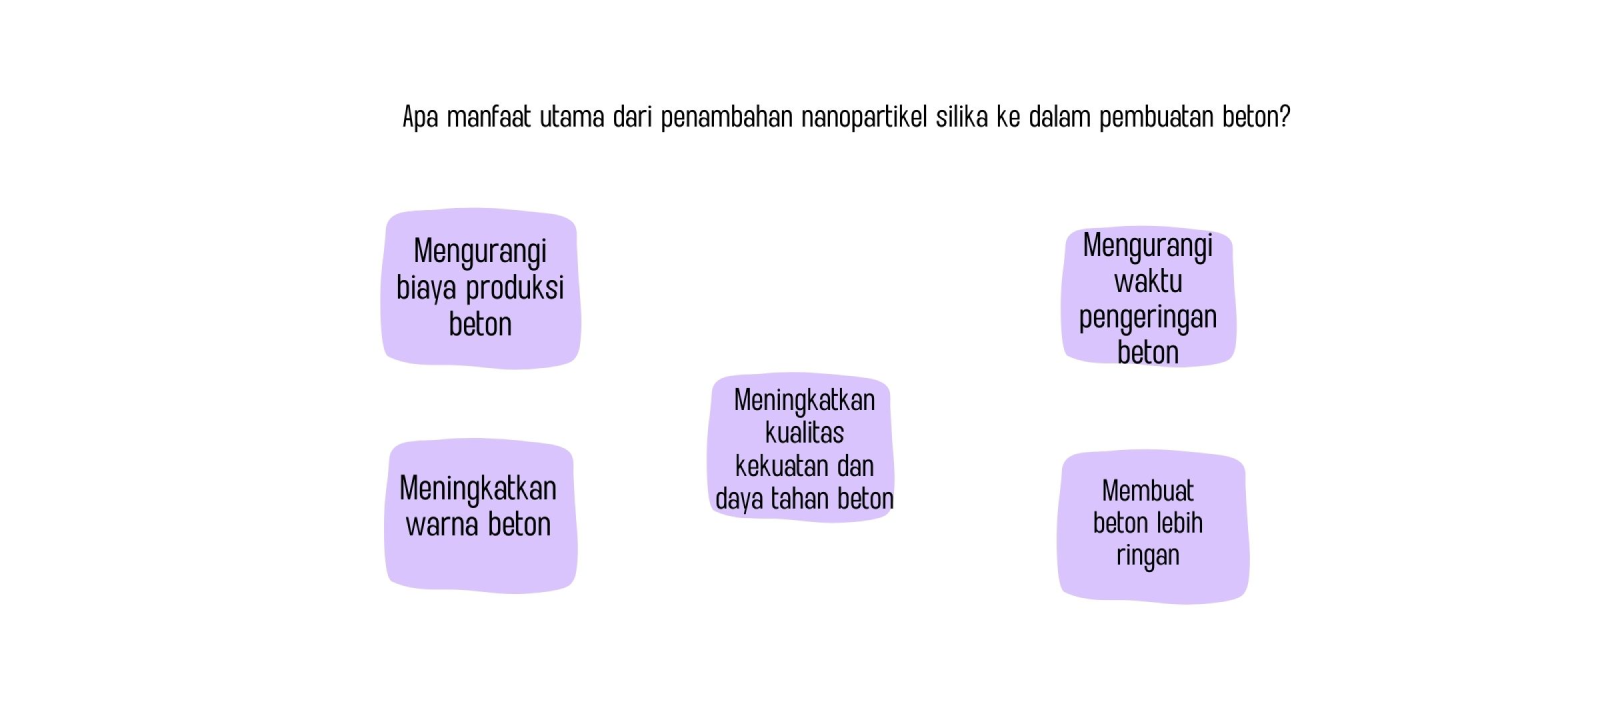 Apa manfaat utama dari penambahan nanopartikel silika ke dalam pembuatan beton?
Mengurangi
biaya produksi
beton
Mengurangi
waktu
pengeringan
beton
Meningkatkan
kualitas
kekuatan dan
daya tahan beton
Meningkatkan
warna beton
Membuat
beton lebih
ringan